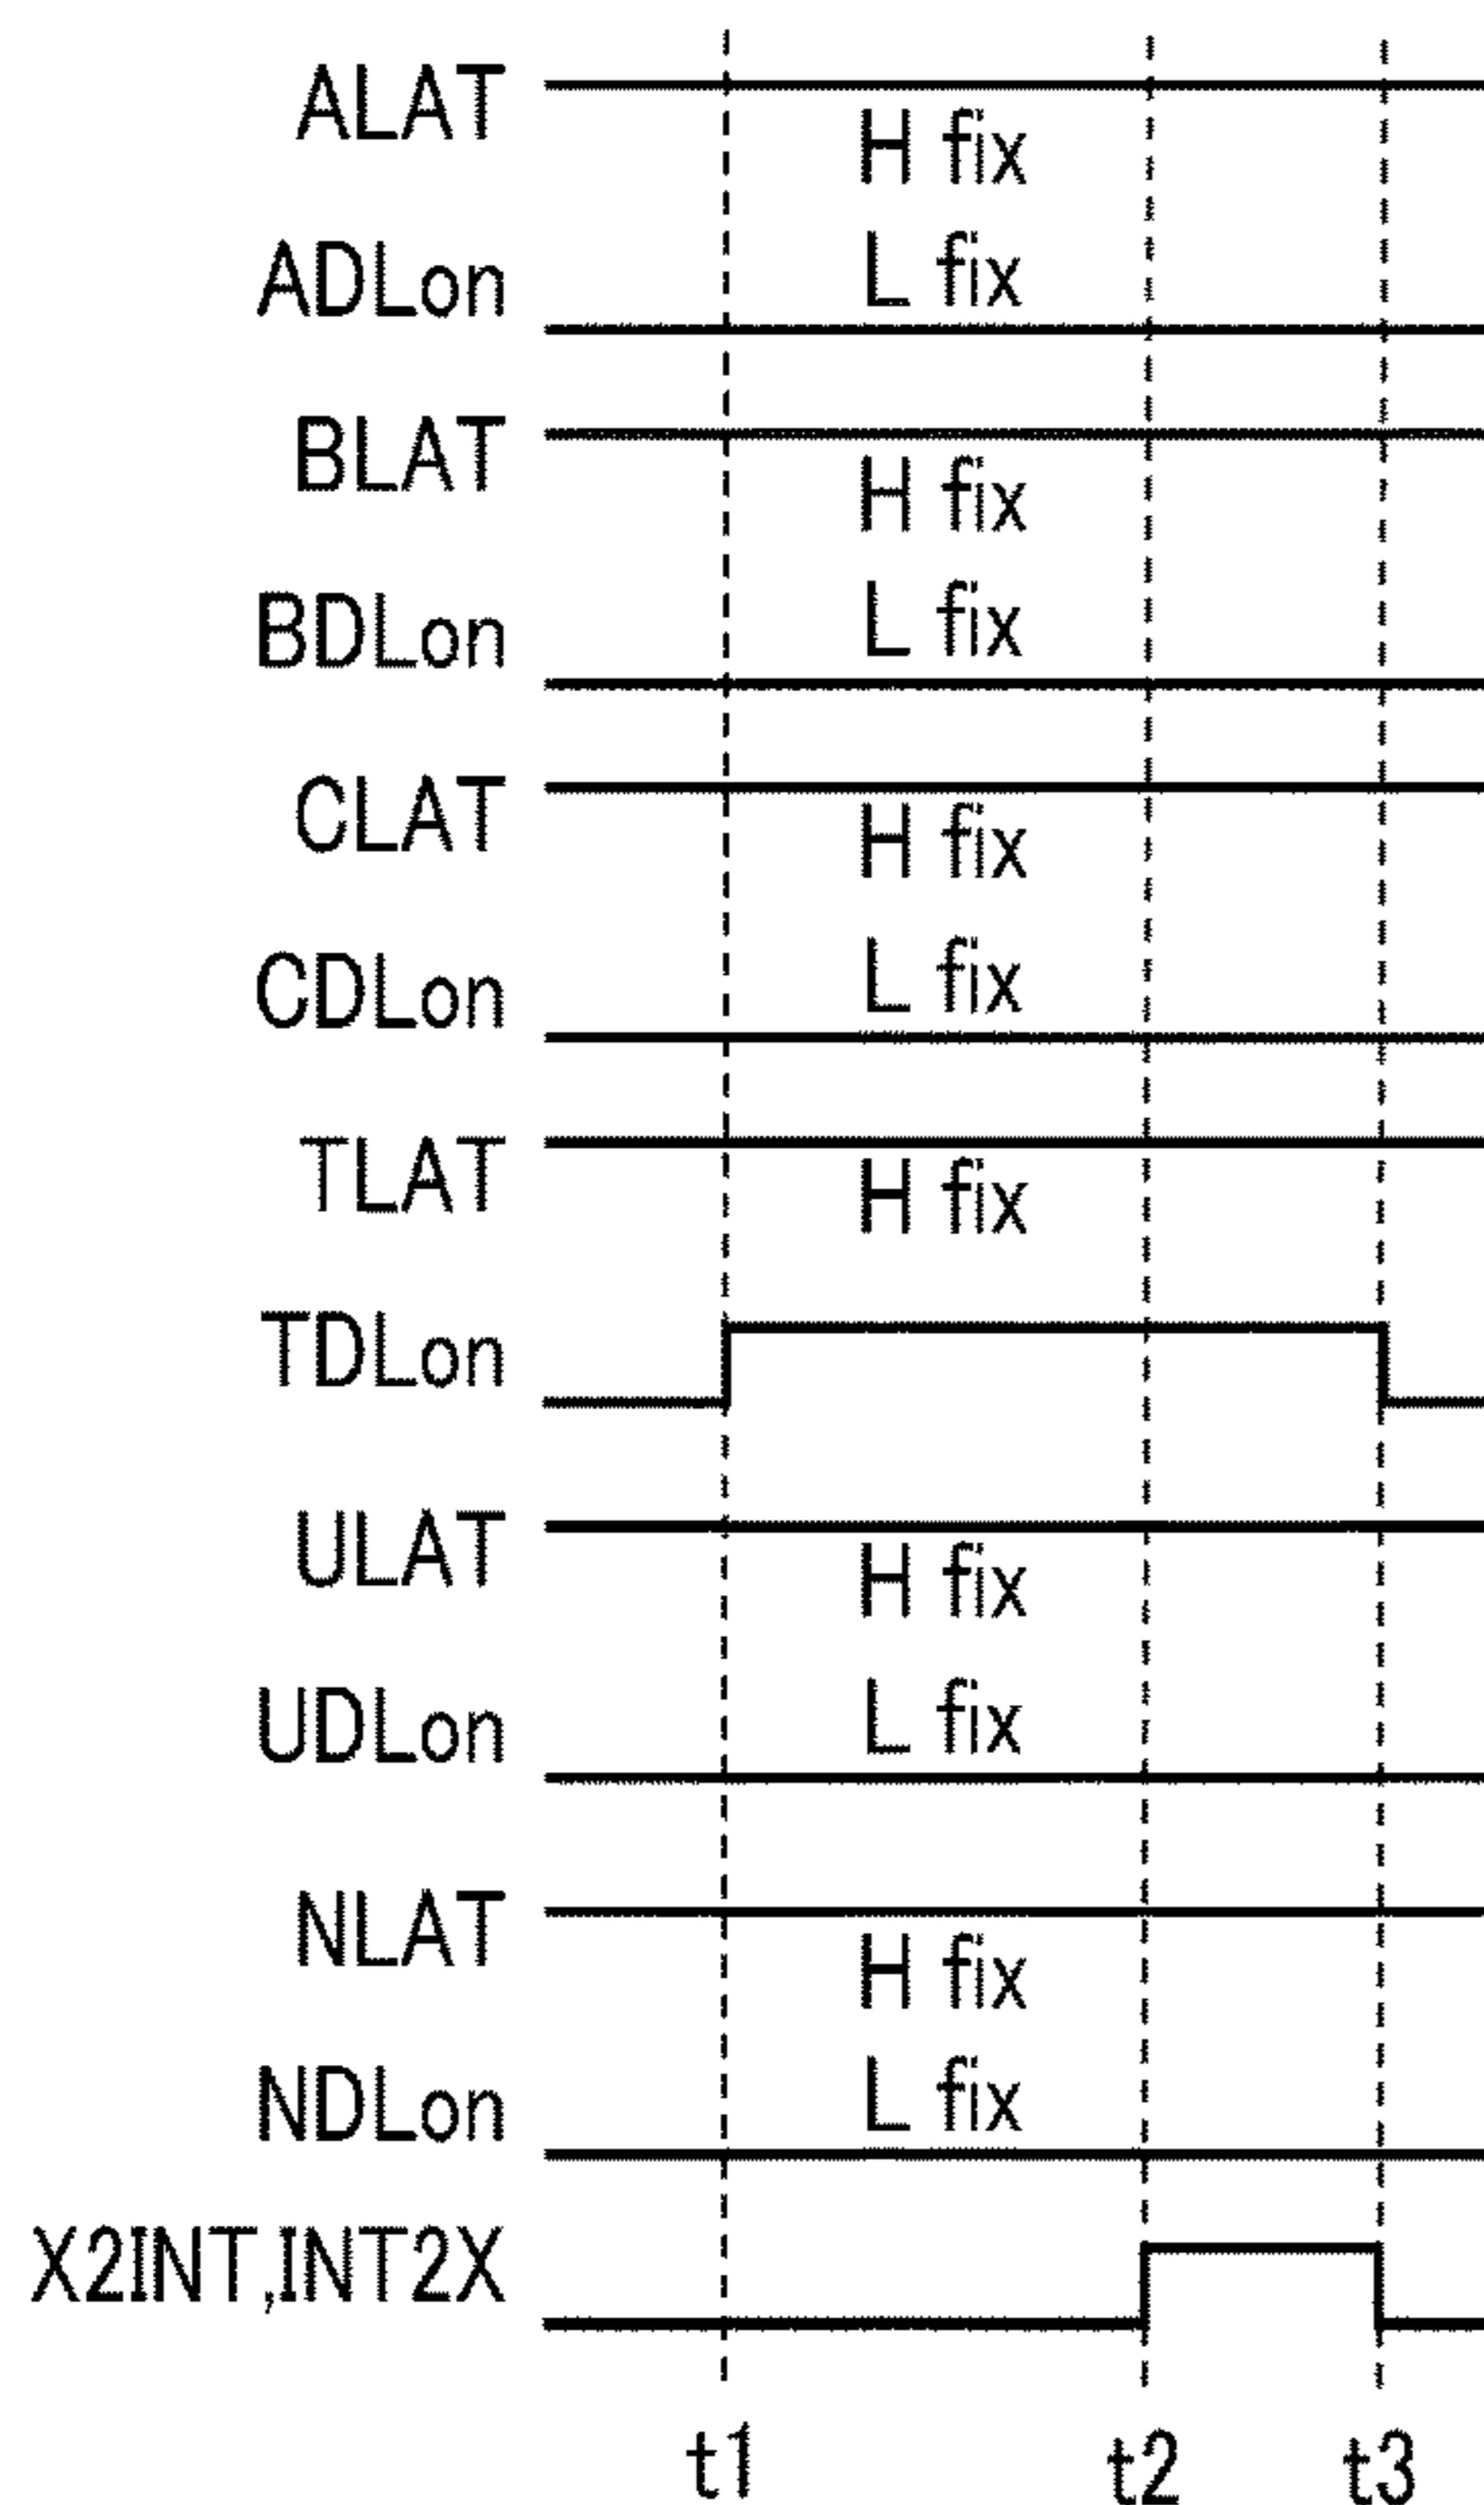 ALAT
H fix
ADLon
L fix
BLAT
H fix
BDLon
L fix
CLAT
H fix
CDLon
L fix
TLAT
H fix
TDLon
ULAT
H fix
UDLon
L fix
NLAT
H fix
NDLon
L fix
X2INT,INT2X
t1 t2 t3